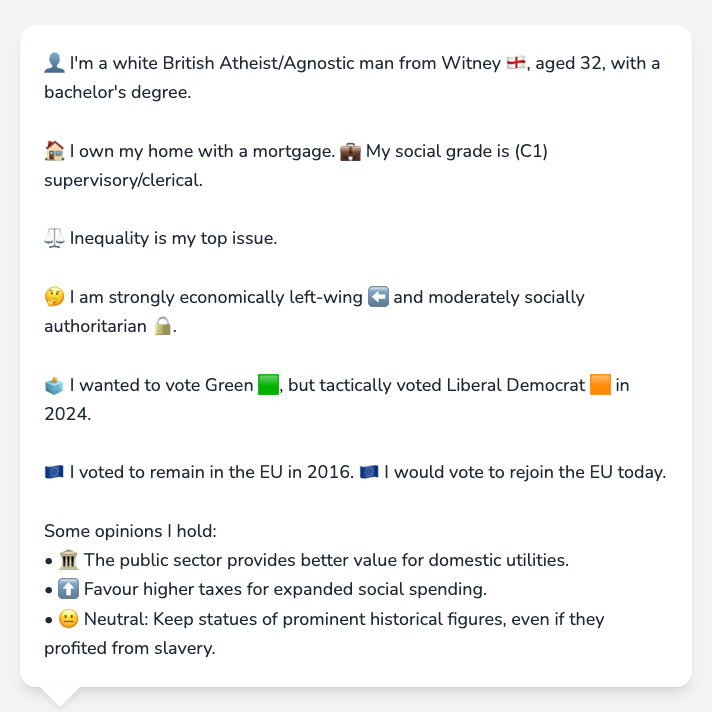 👤 I'm a white British Atheist/Agnostic man from Witney 🏴󠁧󠁢󠁥󠁮󠁧󠁿, aged 32, with a
bachelor's degree.
🏠 I own my home with a mortgage. 💼 My social grade is (C1)
supervisory/clerical.
⚖️ Inequality is my top issue.
🤔 I am strongly economically left-wing ⬅️ and moderately socially
authoritarian 🔒.
🗳️ I wanted to vote Green 🟩, but tactically voted Liberal Democrat 🟧 in
2024.
🇪🇺 I voted to remain in the EU in 2016. 🇪🇺 I would vote to rejoin the EU today.
Some opinions I hold:
• 🏛️ The public sector provides better value for domestic utilities.
• ⬆️ Favour higher taxes for expanded social spending.
• 😐 Neutral: Keep statues of prominent historical figures, even if they
profited from slavery.